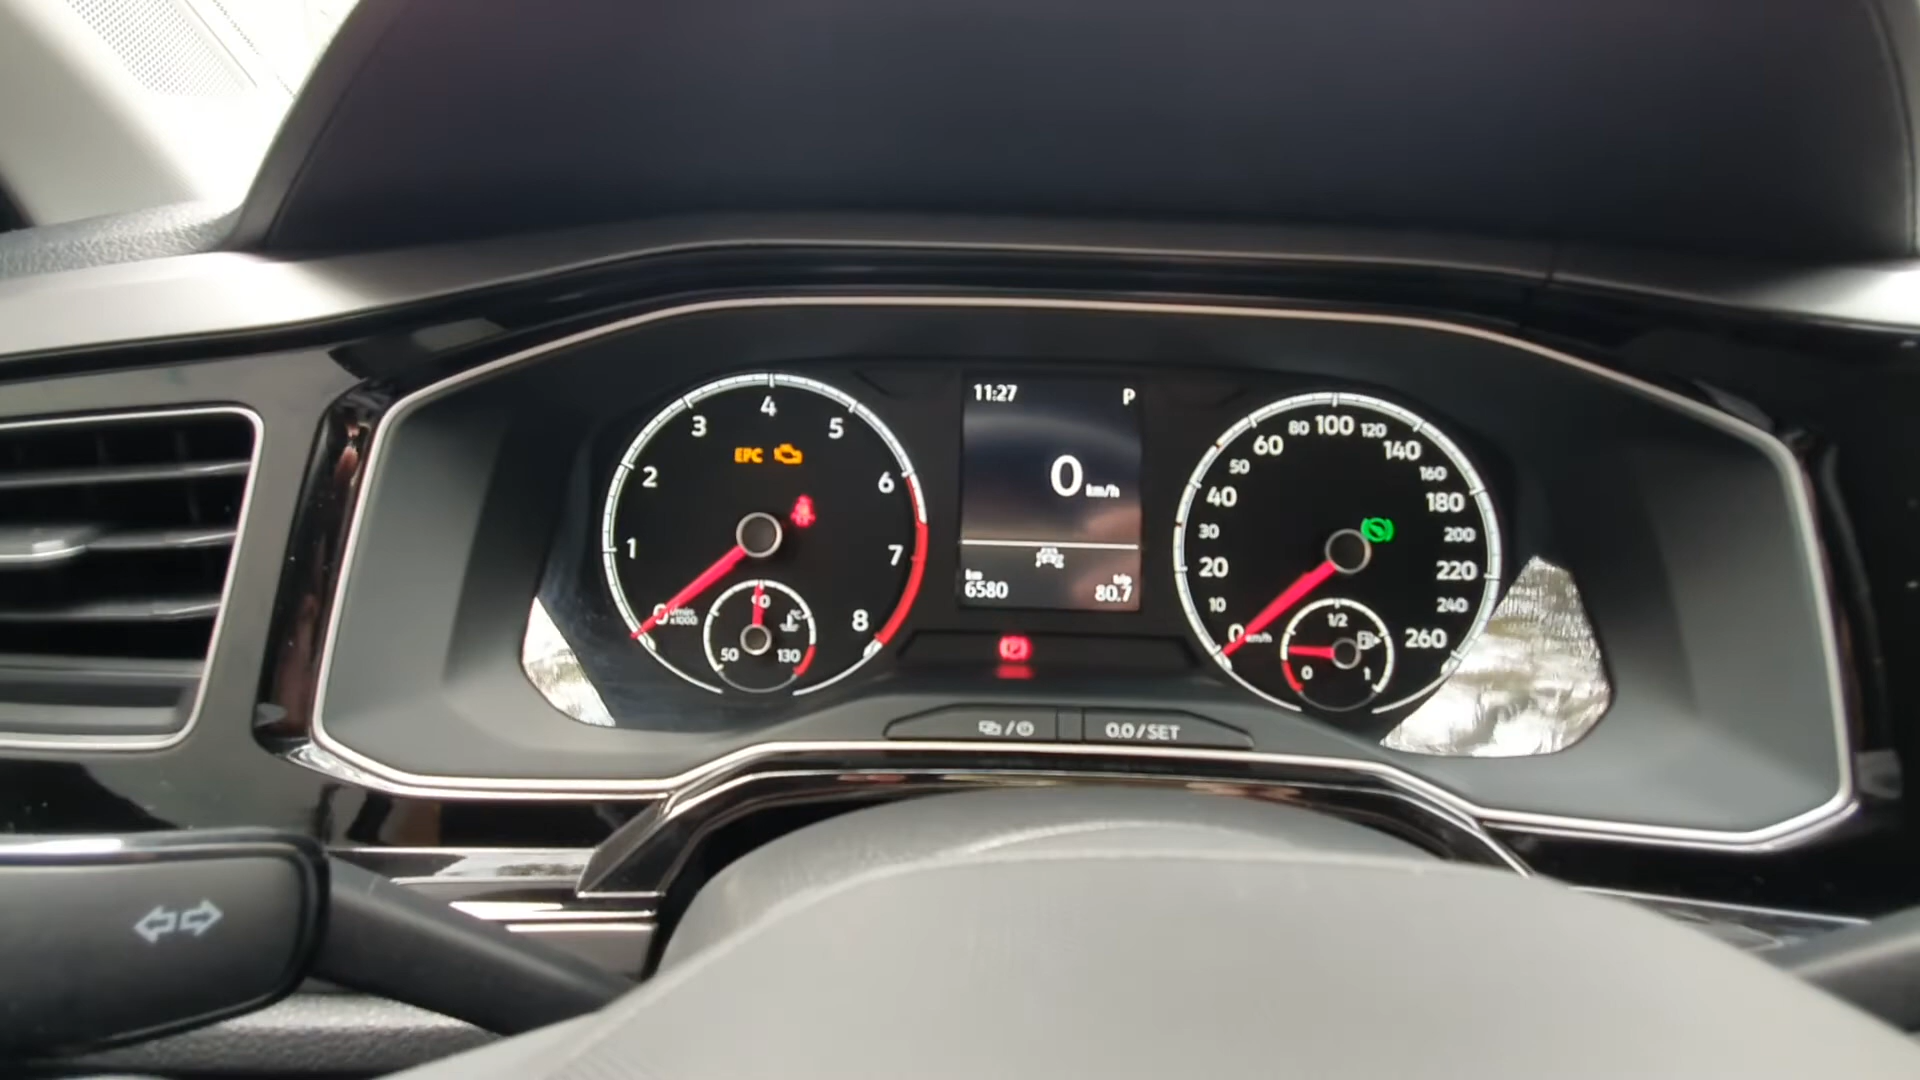 11:27 P
0 km/h
km 6580
trip 80.7
EPC
0 1 2 3 4 5 6 7 8
1/min x1000
50 90 130
0 10 20 30 40 50 60 80 100 120 140 160 180 200 220 240 260
km/h
0 1/2 1
P
/
0.0/SET